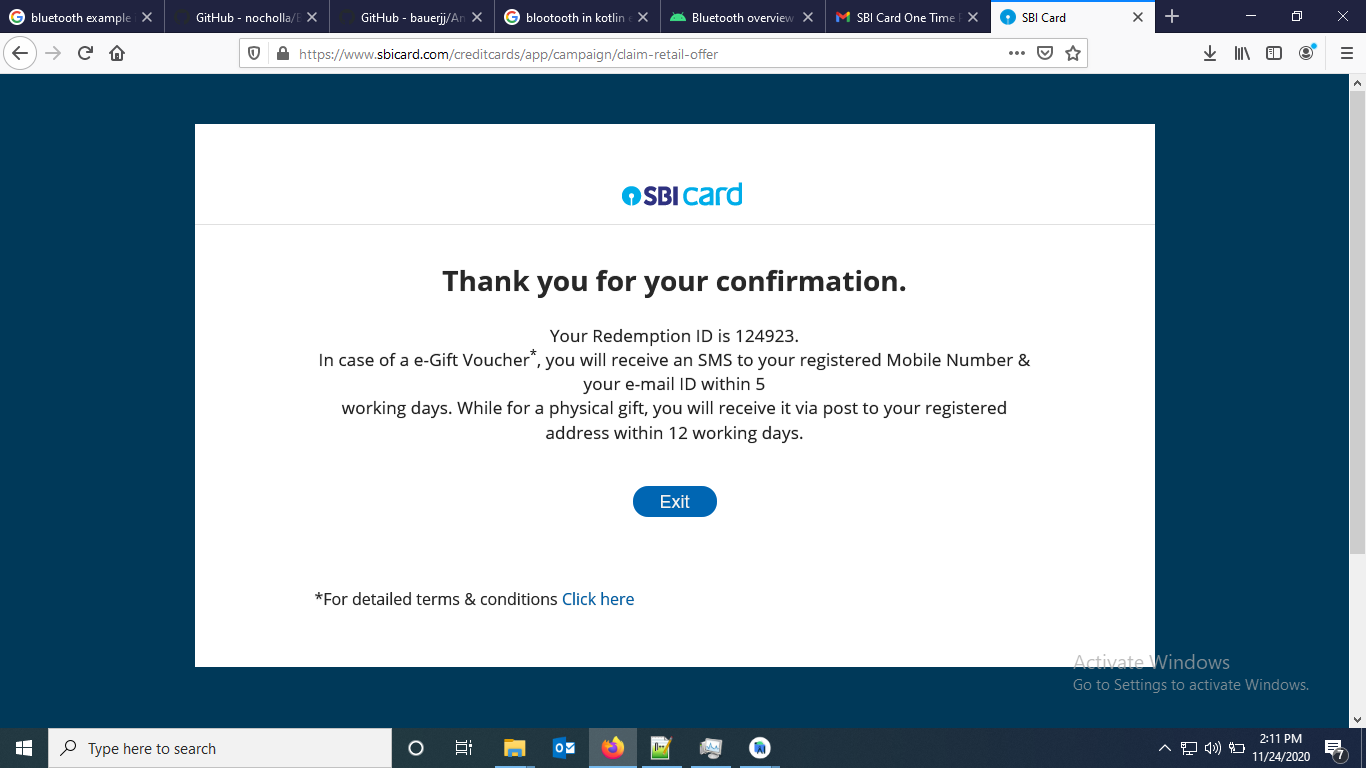 bluetooth example
GitHub - nocholla/
GitHub - bauerjj/An
blootooth in kotlin e
Bluetooth overview
SBI Card One Time
SBI Card
https://www.sbicard.com/creditcards/app/campaign/claim-retail-offer
SBI card
Thank you for your confirmation.
Your Redemption ID is 124923.
In case of a e-Gift Voucher*, you will receive an SMS to your registered Mobile Number &
your e-mail ID within 5
working days. While for a physical gift, you will receive it via post to your registered
address within 12 working days.
Exit
*For detailed terms & conditions Click here
Activate Windows
Go to Settings to activate Windows.
Type here to search
2:11 PM
11/24/2020
7